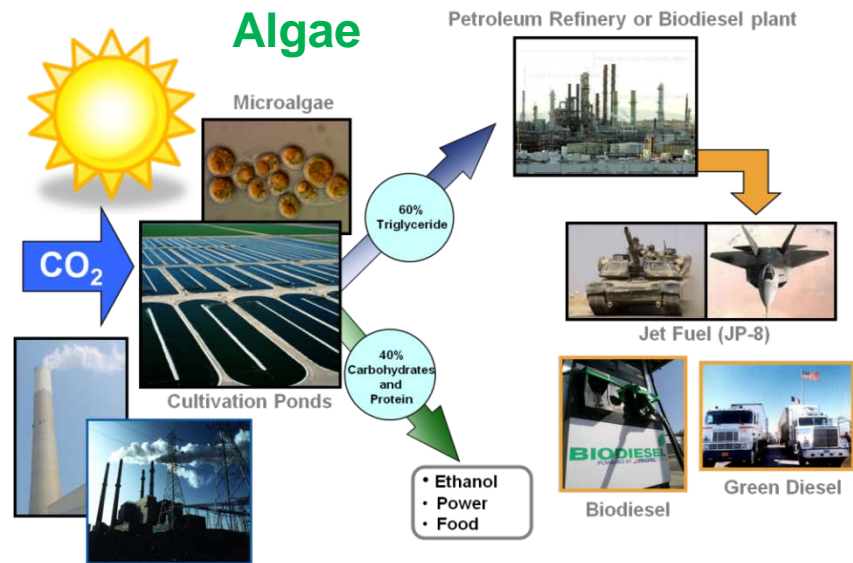 Algae
Petroleum Refinery or Biodiesel plant
Microalgae
60%
Triglyceride
CO₂
Jet Fuel (JP-8)
40%
Carbohydrates
and
Protein
Cultivation Ponds
BIODIESEL
• Ethanol
• Power
• Food
Biodiesel
Green Diesel